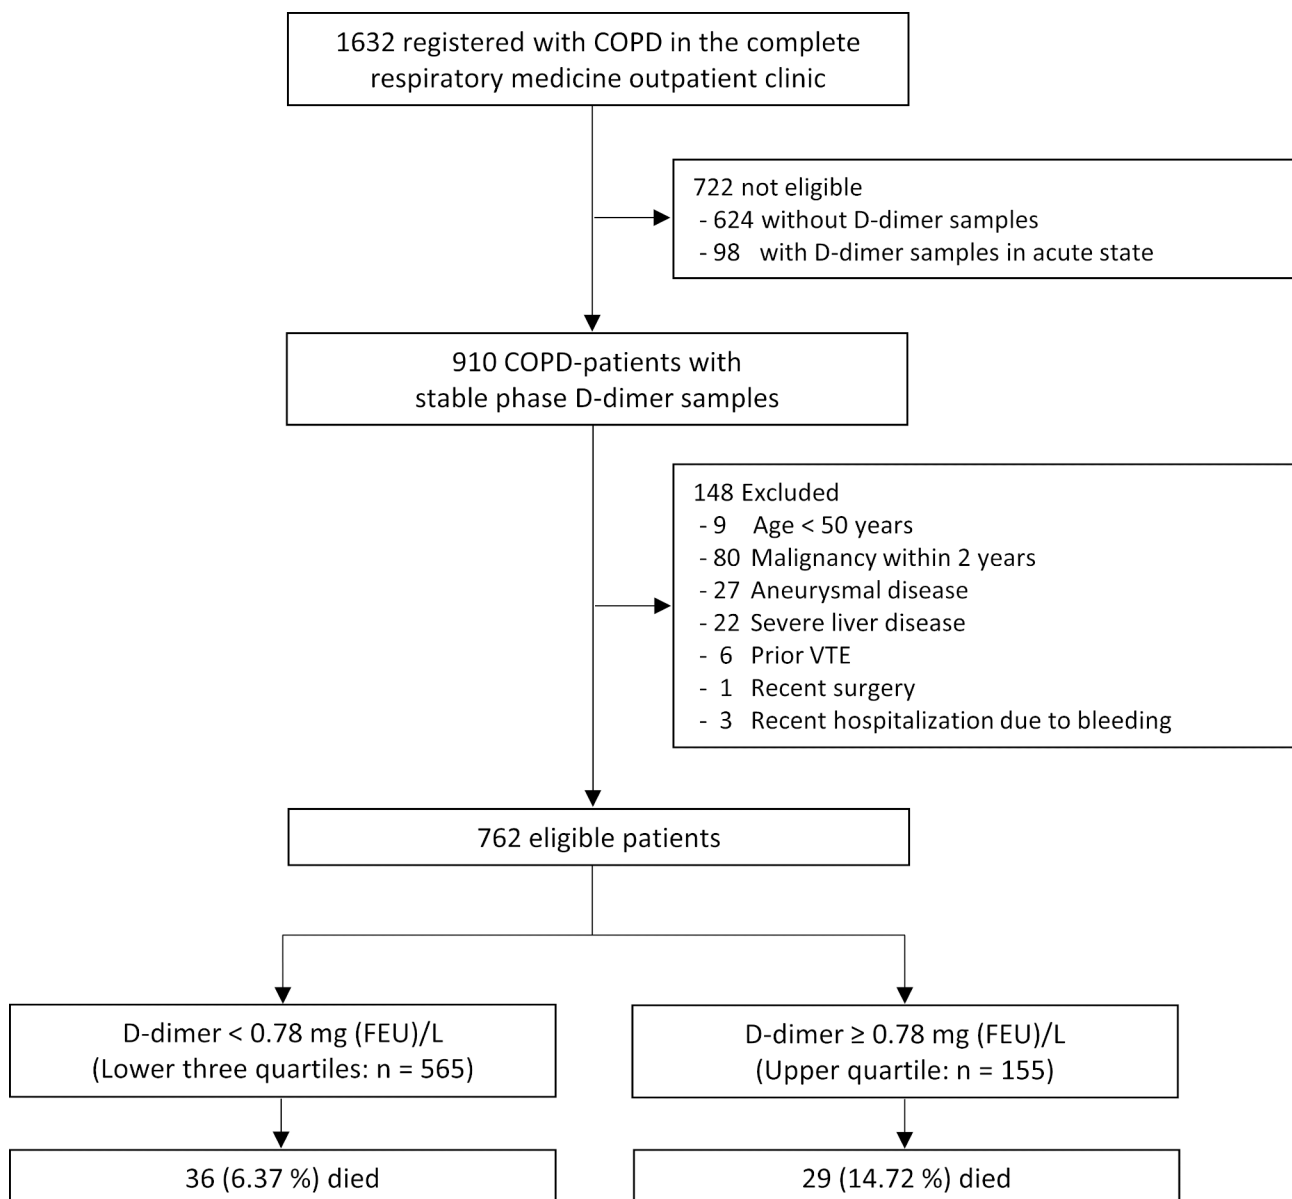 1632 registered with COPD in the complete
respiratory medicine outpatient clinic
722 not eligible
- 624 without D-dimer samples
- 98 with D-dimer samples in acute state
910 COPD-patients with
stable phase D-dimer samples
148 Excluded
- 9 Age < 50 years
- 80 Malignancy within 2 years
- 27 Aneurysmal disease
- 22 Severe liver disease
- 6 Prior VTE
- 1 Recent surgery
- 3 Recent hospitalization due to bleeding
762 eligible patients
D-dimer < 0.78 mg (FEU)/L
(Lower three quartiles: n = 565)
D-dimer ≥ 0.78 mg (FEU)/L
(Upper quartile: n = 155)
36 (6.37 %) died
29 (14.72 %) died